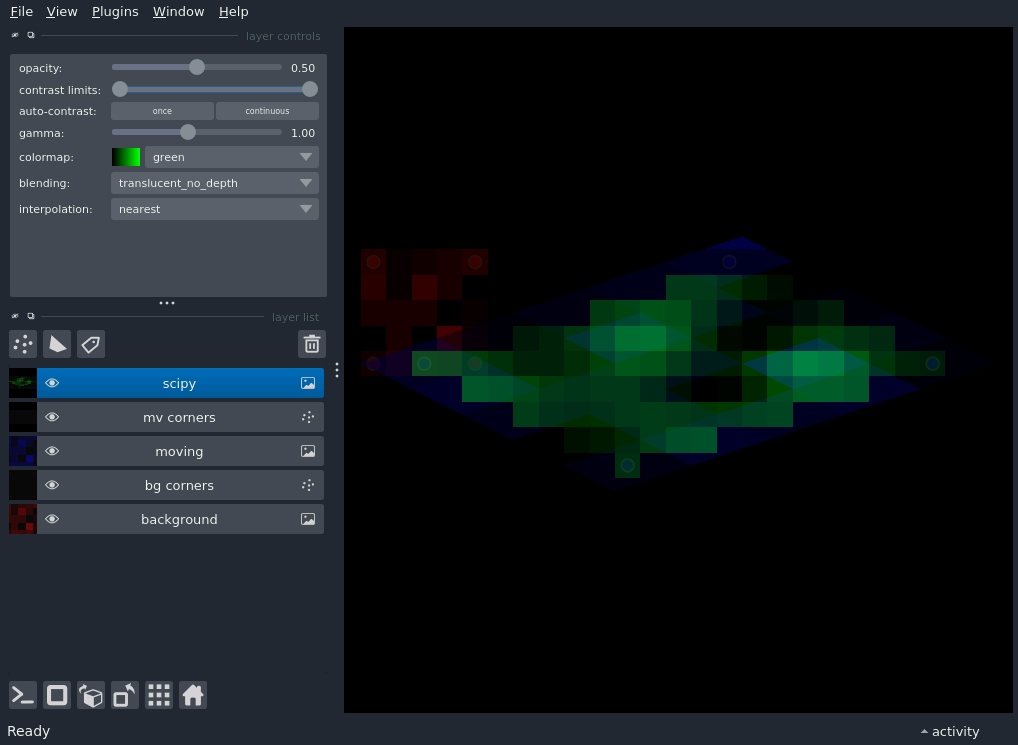 File View Plugins Window Help
layer controls
opacity: 0.50
contrast limits:
auto-contrast: once continuous
gamma: 1.00
colormap: green
blending: translucent_no_depth
interpolation: nearest
layer list
scipy
mv corners
moving
bg corners
background
Ready activity